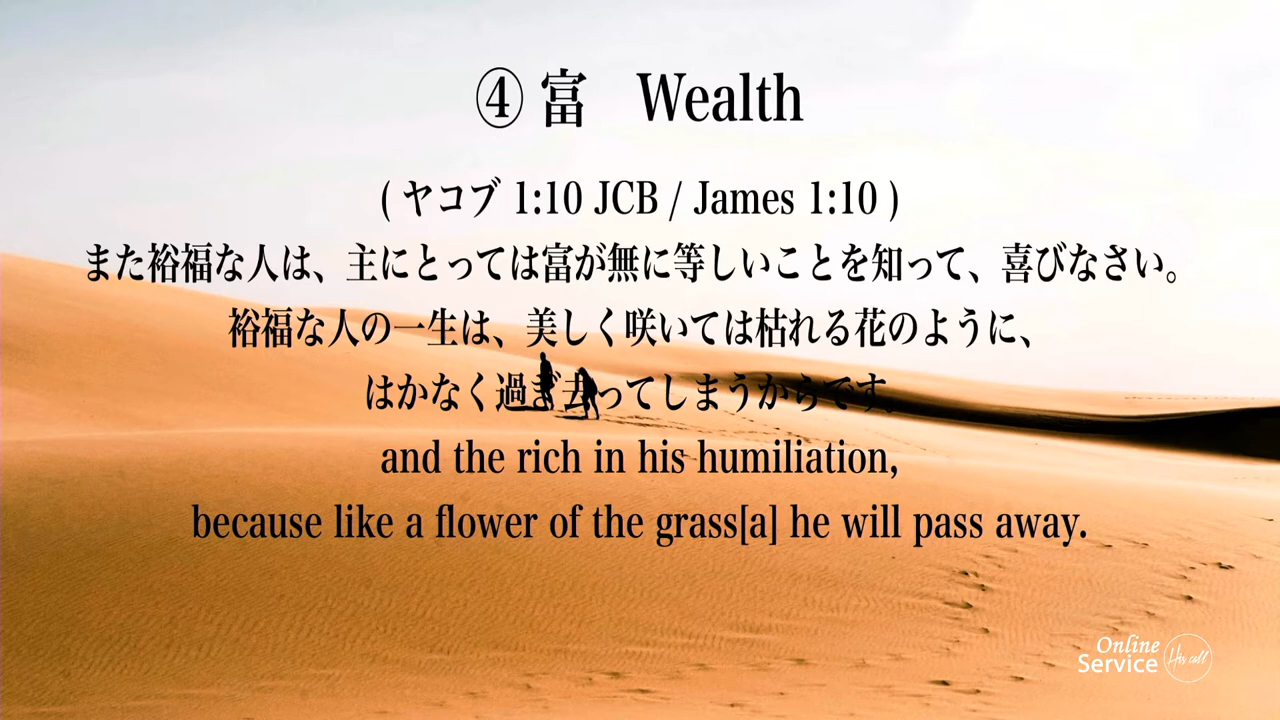 ④ 富　Wealth
( ヤコブ 1:10 JCB / James 1:10 )
また裕福な人は、主にとっては富が無に等しいことを知って、喜びなさい。
裕福な人の一生は、美しく咲いては枯れる花のように、
はかなく過ぎ去ってしまうからです。
and the rich in his humiliation,
because like a flower of the grass[a] he will pass away.
Online
Service
His call